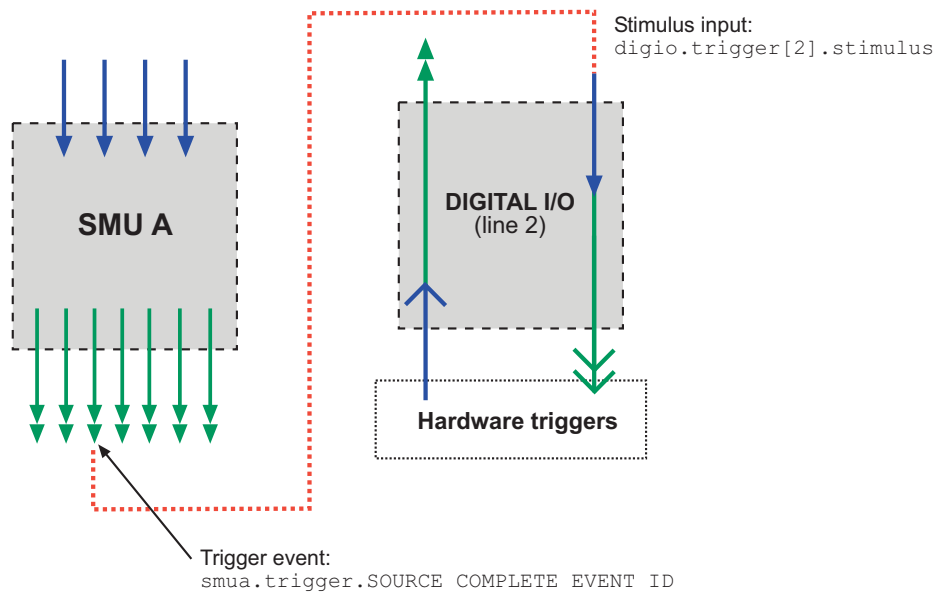 Stimulus input:
digio.trigger[2].stimulus
SMU A
DIGITAL I/O
(line 2)
Hardware triggers
Trigger event:
smua.trigger.SOURCE COMPLETE EVENT ID